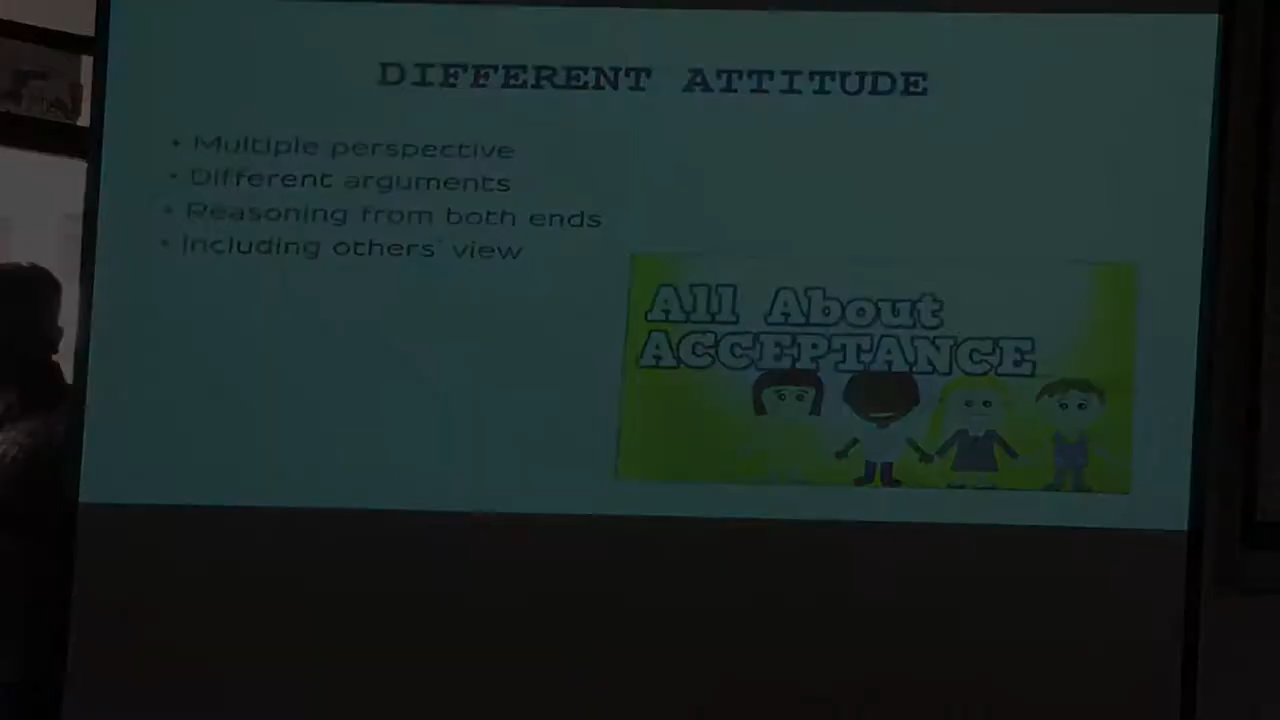 DIFFERENT ATTITUDE
• Multiple perspective
• Different arguments
• Reasoning from both ends
• Including others' view
All About
ACCEPTANCE